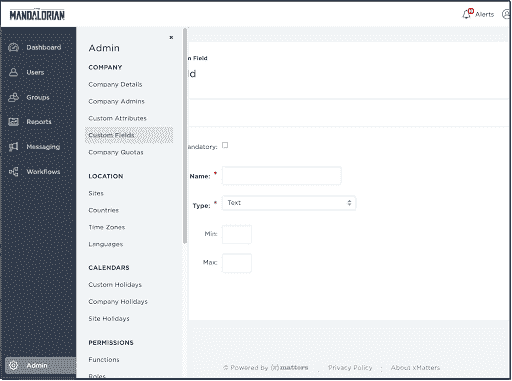 THE
MANDALORIAN
Alerts
Dashboard
Users
Groups
Reports
Messaging
Workflows
Admin
×
Admin
COMPANY
Company Details
Company Admins
Custom Attributes
Custom Fields
Company Quotas
LOCATION
Sites
Countries
Time Zones
Languages
CALENDARS
Custom Holidays
Company Holidays
Site Holidays
PERMISSIONS
Functions
Roles
Field
andatory:
Name: *
Type: * Text
Min:
Max:
© Powered by (x)matters | Privacy Policy | About xMatters